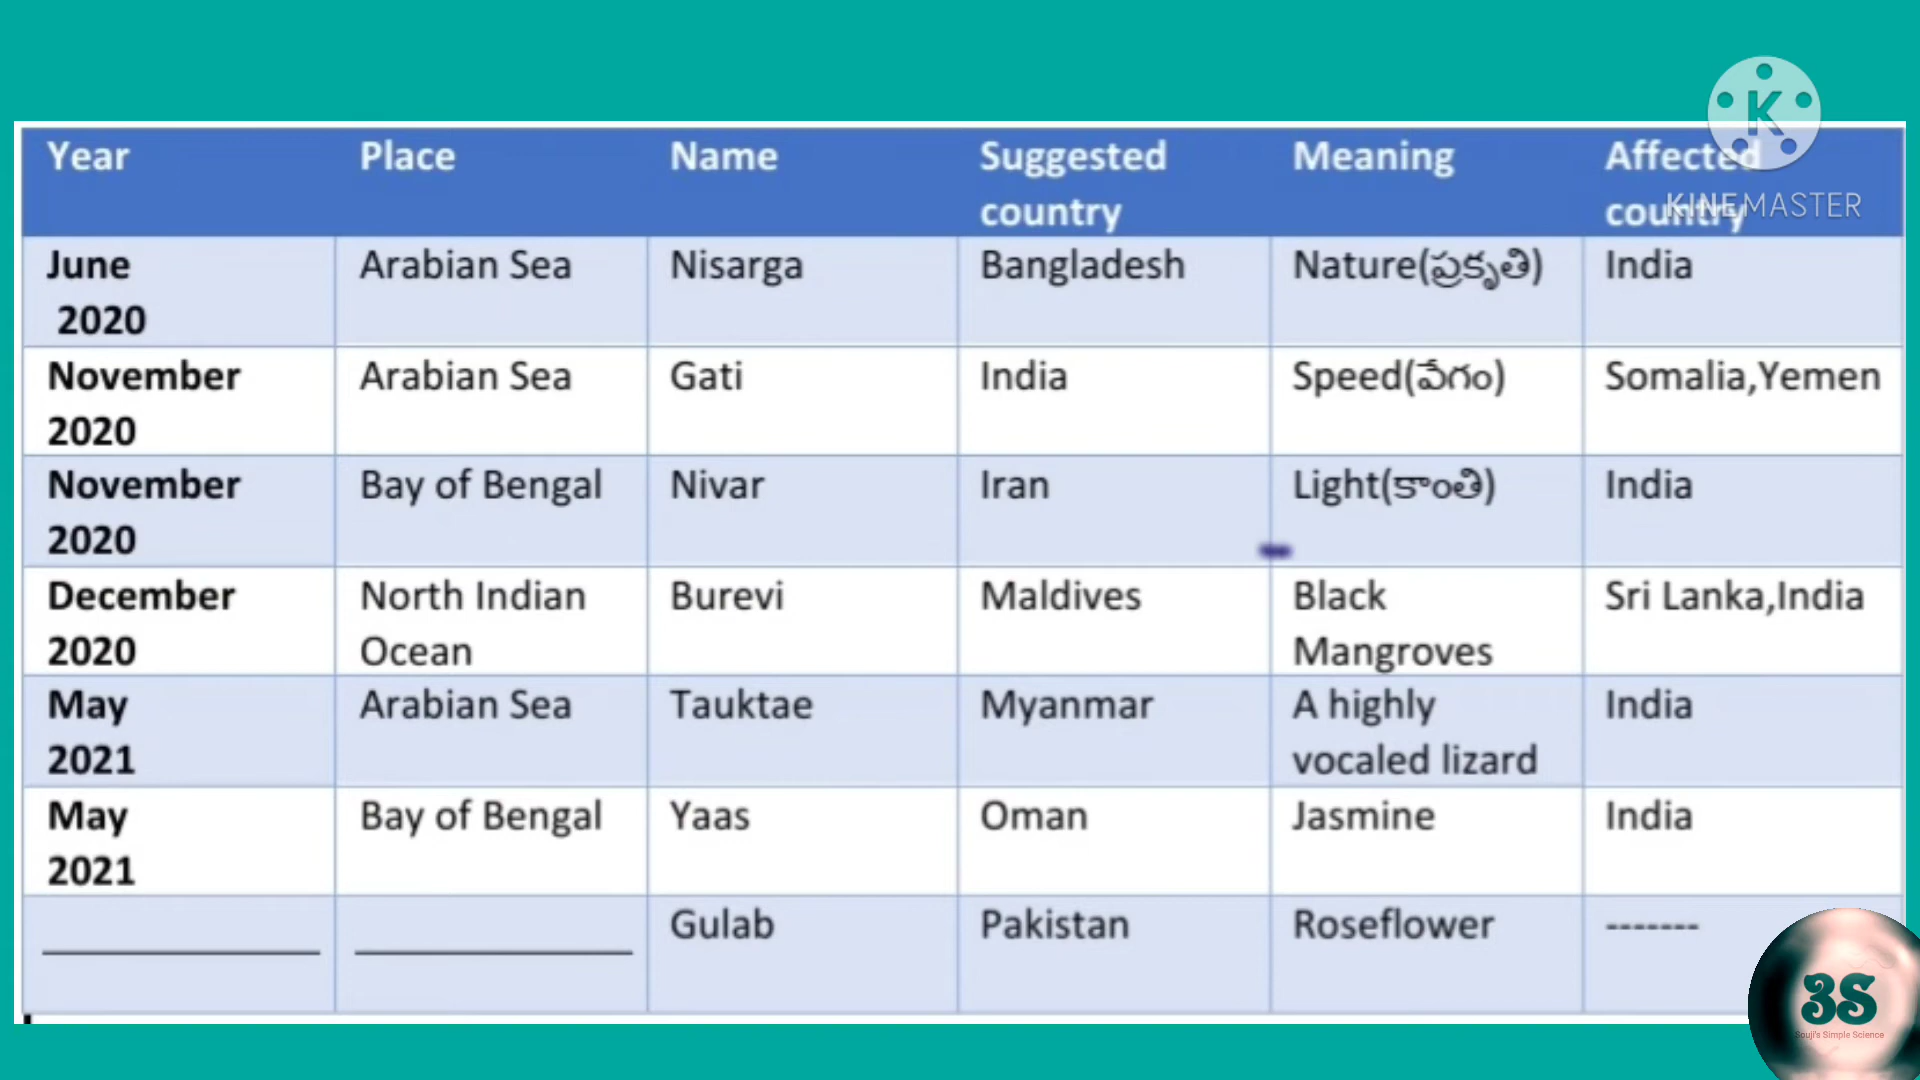 Year Place Name Suggested country Meaning Affected country
KINEMASTER
June 2020 Arabian Sea Nisarga Bangladesh Nature(ప్రకృతి) India
November 2020 Arabian Sea Gati India Speed(వేగం) Somalia,Yemen
November 2020 Bay of Bengal Nivar Iran Light(కాంతి) India
December 2020 North Indian Ocean Burevi Maldives Black Mangroves Sri Lanka,India
May 2021 Arabian Sea Tauktae Myanmar A highly vocaled lizard India
May 2021 Bay of Bengal Yaas Oman Jasmine India
Gulab Pakistan Roseflower -------
3S
Souji's Simple Science